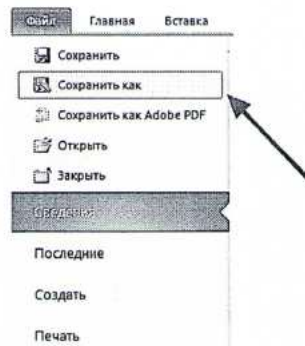 Файл Главная Вставка
Сохранить
Сохранить как
Сохранить как Adobe PDF
Открыть
Закрыть
Сведения
Последние
Создать
Печать